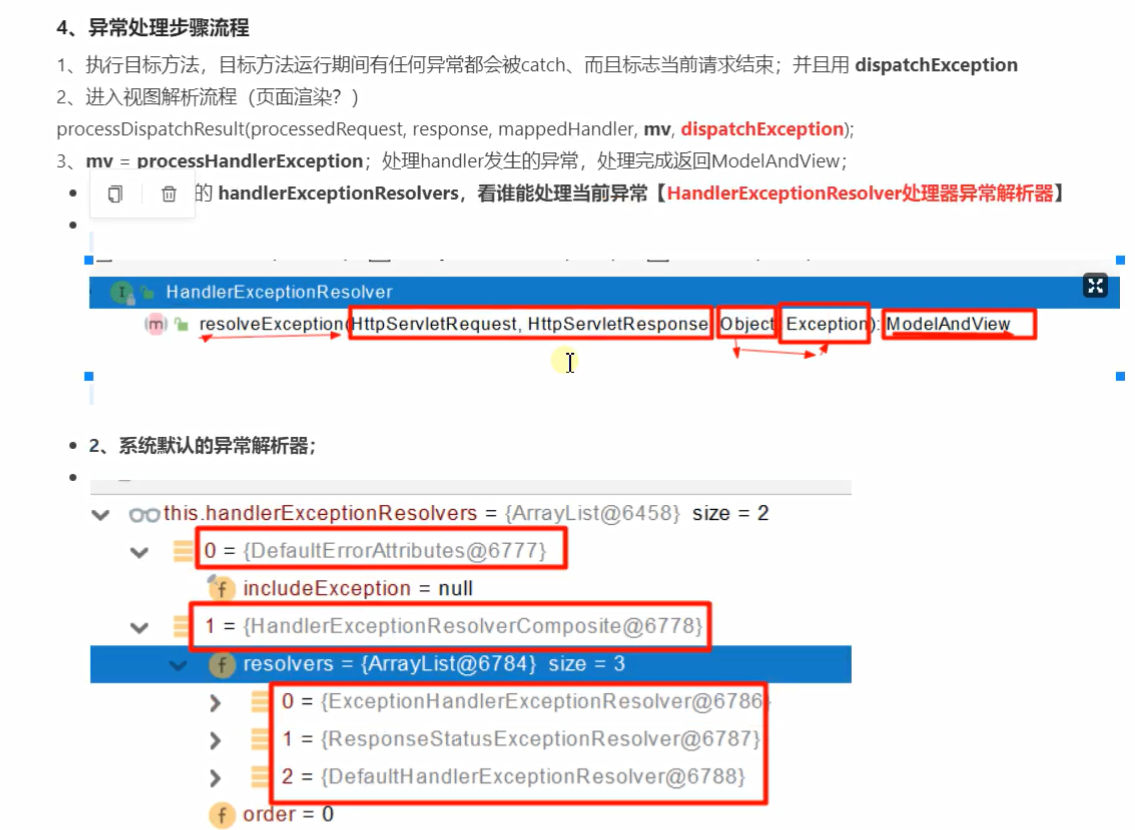 4、异常处理步骤流程
1、执行目标方法，目标方法运行期间有任何异常都会被catch、而且标志当前请求结束；并且用 dispatchException
2、进入视图解析流程（页面渲染？）
processDispatchResult(processedRequest, response, mappedHandler, mv, dispatchException);
3、mv = processHandlerException；处理handler发生的异常，处理完成返回ModelAndView；
的 handlerExceptionResolvers，看谁能处理当前异常【HandlerExceptionResolver处理器异常解析器】
I HandlerExceptionResolver
m resolveException(HttpServletRequest, HttpServletResponse, Object, Exception): ModelAndView
2、系统默认的异常解析器；
this.handlerExceptionResolvers = {ArrayList@6458} size = 2
0 = {DefaultErrorAttributes@6777}
f includeException = null
1 = {HandlerExceptionResolverComposite@6778}
f resolvers = {ArrayList@6784} size = 3
0 = {ExceptionHandlerExceptionResolver@6786}
1 = {ResponseStatusExceptionResolver@6787}
2 = {DefaultHandlerExceptionResolver@6788}
f order = 0